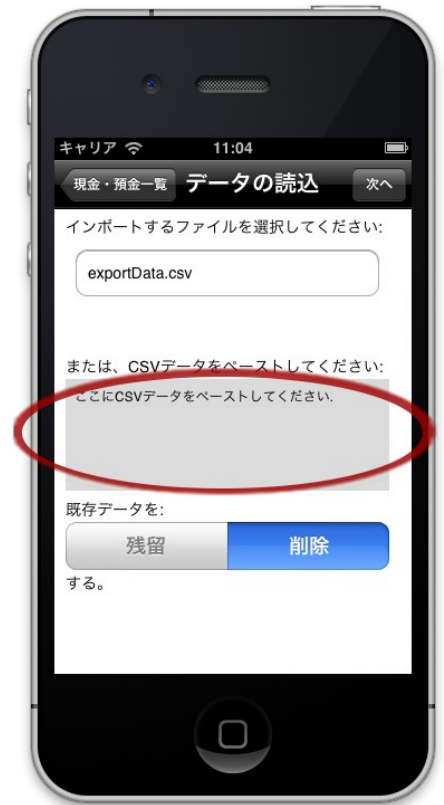 キャリア 11:04
現金・預金一覧 データの読込 次へ
インポートするファイルを選択してください:
exportData.csv
または、CSVデータをペーストしてください:
ここにCSVデータをペーストしてください.
既存データを:
残留 削除
する。